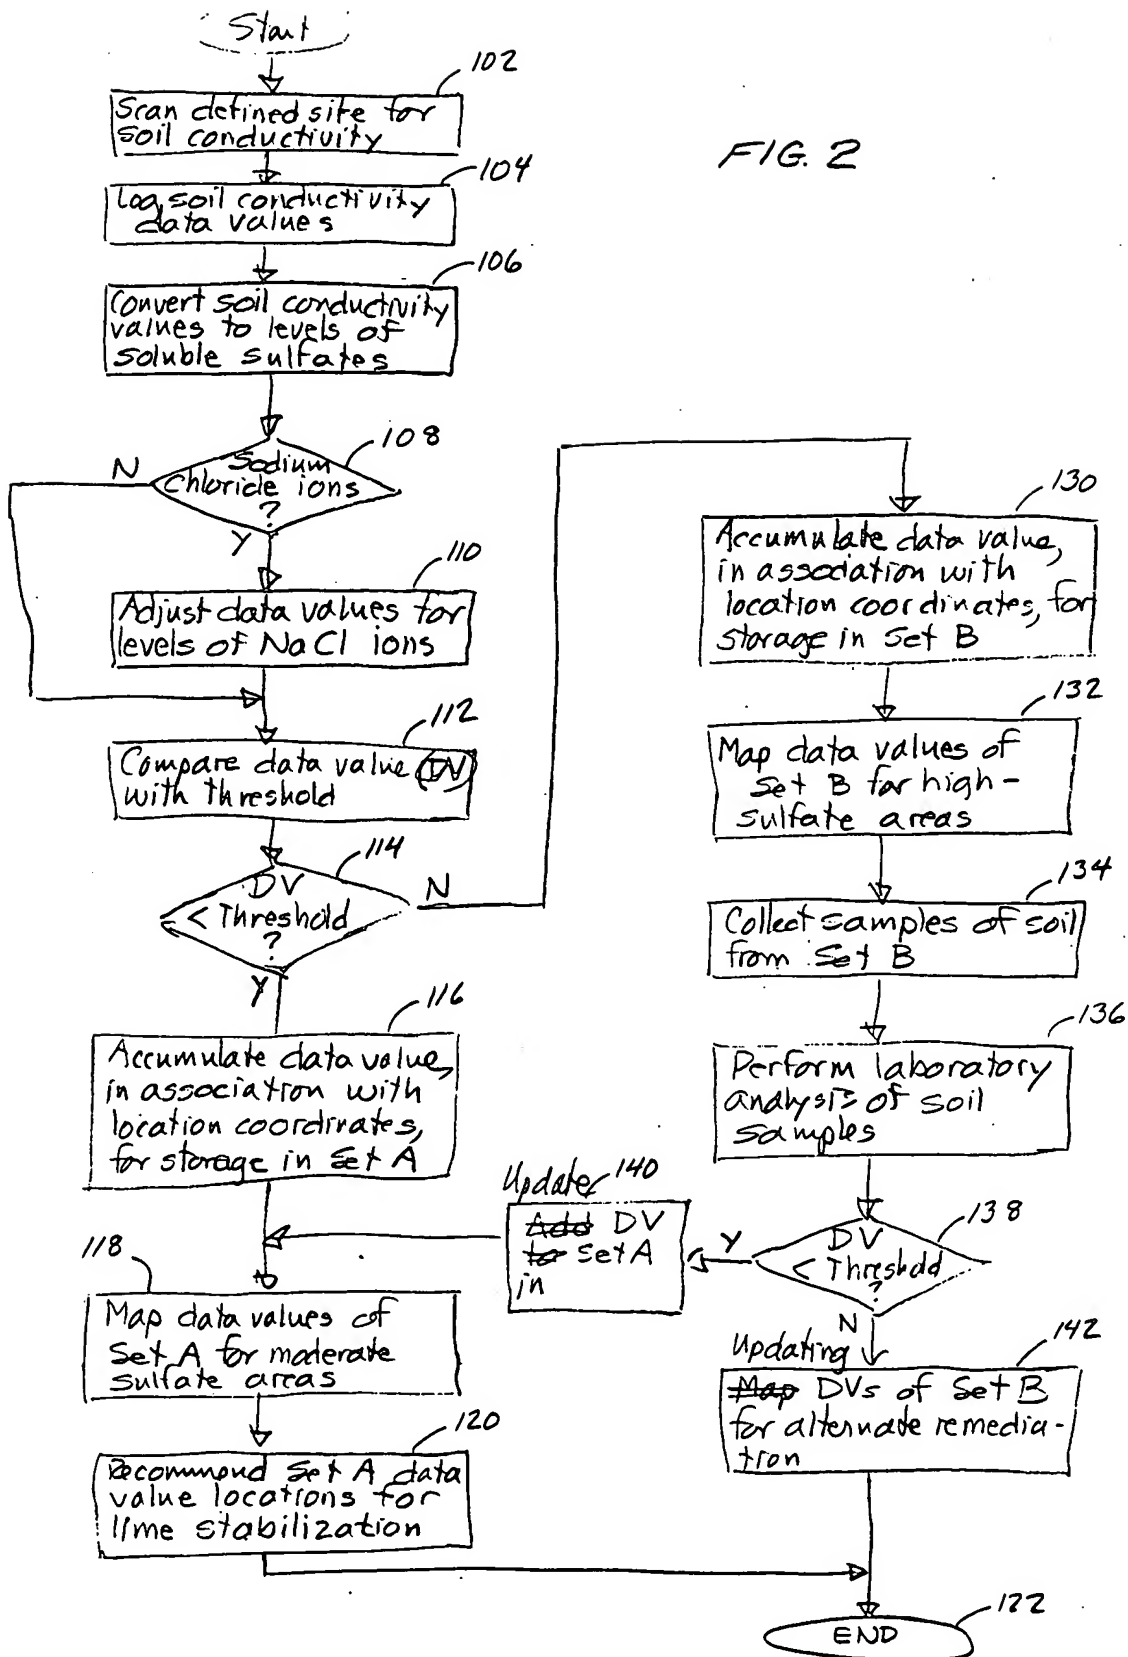 Start
102
Scan defined site for
soil conductivity
FIG. 2
104
Log soil conductivity
data values
106
Convert soil conductivity
values to levels of
soluble sulfates
108
N
Sodium
chloride ions
?
Y
110
Adjust data values for
levels of NaCl ions
112
Compare data value (DV)
with threshold
114
DV
< Threshold
?
N
Y
116
Accumulate data value,
in association with
location coordinates,
for storage in Set A
118
Map data values of
Set A for moderate
sulfate areas
120
Recommend Set A data
value locations for
lime stabilization
130
Accumulate data value,
in association with
location coordinates, for
storage in Set B
132
Map data values of
Set B for high-
sulfate areas
134
Collect samples of soil
from Set B
136
Perform laboratory
analysis of soil
samples
138
DV
< Threshold
?
Y
N
Update 140
Add DV
to Set A
in
Updating
142
Map DVs of Set B
for alternate remedia-
tion
122
END